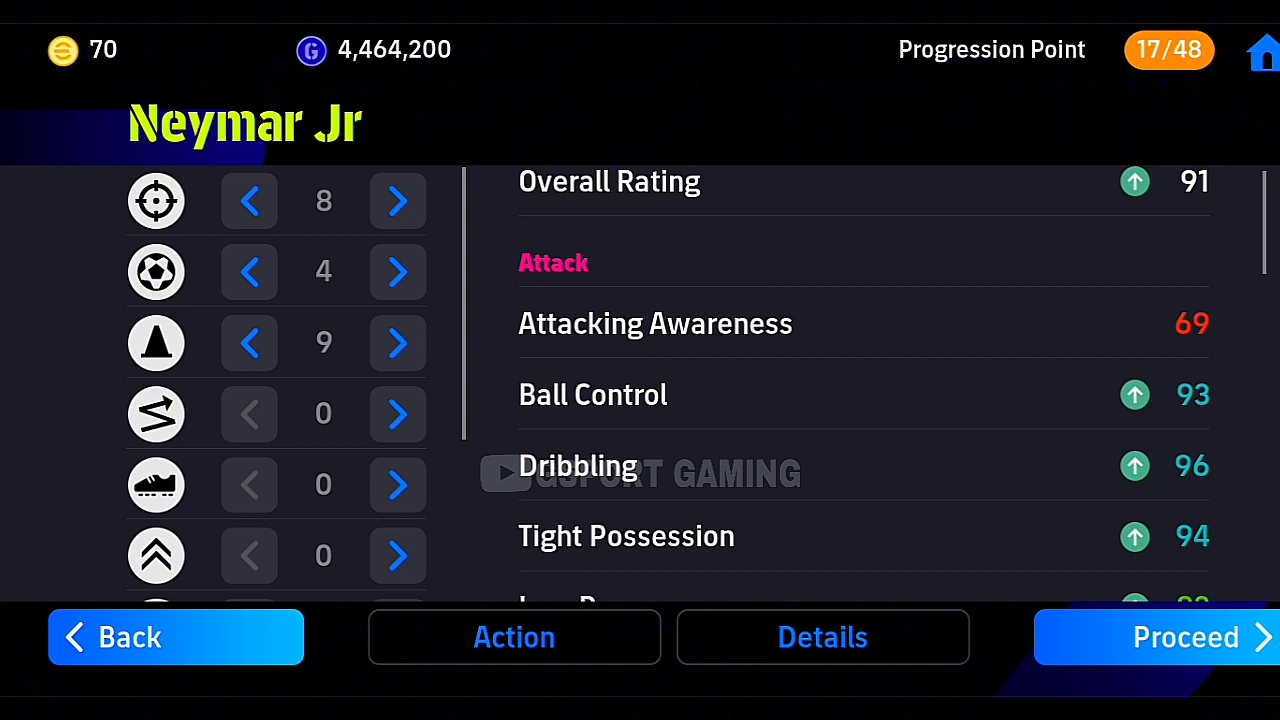 70
4,464,200
Progression Point 17/48
Neymar Jr
8
4
9
0
0
0
Overall Rating 91
Attack
Attacking Awareness 69
Ball Control 93
Dribbling 96
GSPORT GAMING
Tight Possession 94
Back
Action
Details
Proceed